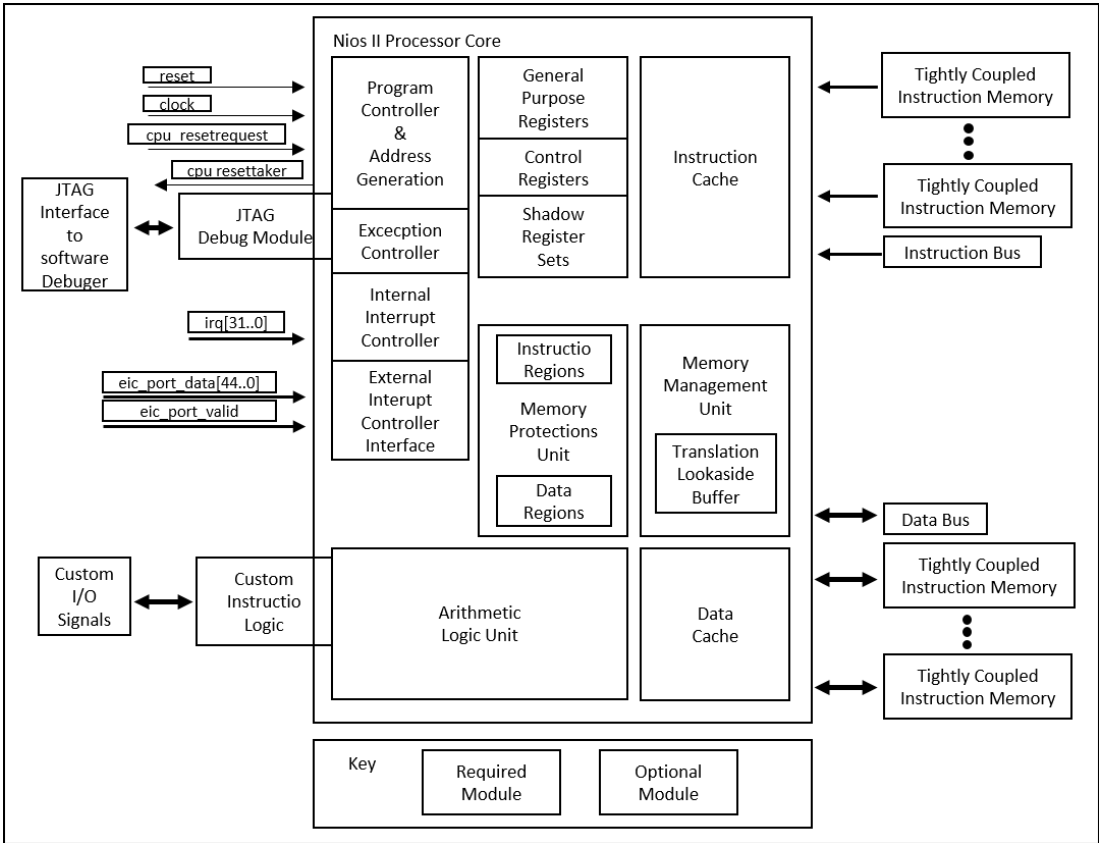 Nios II Processor Core
reset
clock
cpu_resetrequest
cpu resettaker
JTAG
Interface
to
software
Debuger
JTAG
Debug Module
Program
Controller
&
Address
Generation
Excecption
Controller
Internal
Interrupt
Controller
External
Interupt
Controller
Interface
irq[31..0]
eic_port_data[44..0]
eic_port_valid
General
Purpose
Registers
Control
Registers
Shadow
Register
Sets
Instruction
Cache
Instructio
Regions
Memory
Protections
Unit
Data
Regions
Memory
Management
Unit
Translation
Lookaside
Buffer
Custom
I/O
Signals
Custom
Instructio
Logic
Arithmetic
Logic Unit
Data
Cache
Tightly Coupled
Instruction Memory
Tightly Coupled
Instruction Memory
Instruction Bus
Data Bus
Tightly Coupled
Instruction Memory
Tightly Coupled
Instruction Memory
Key
Required
Module
Optional
Module